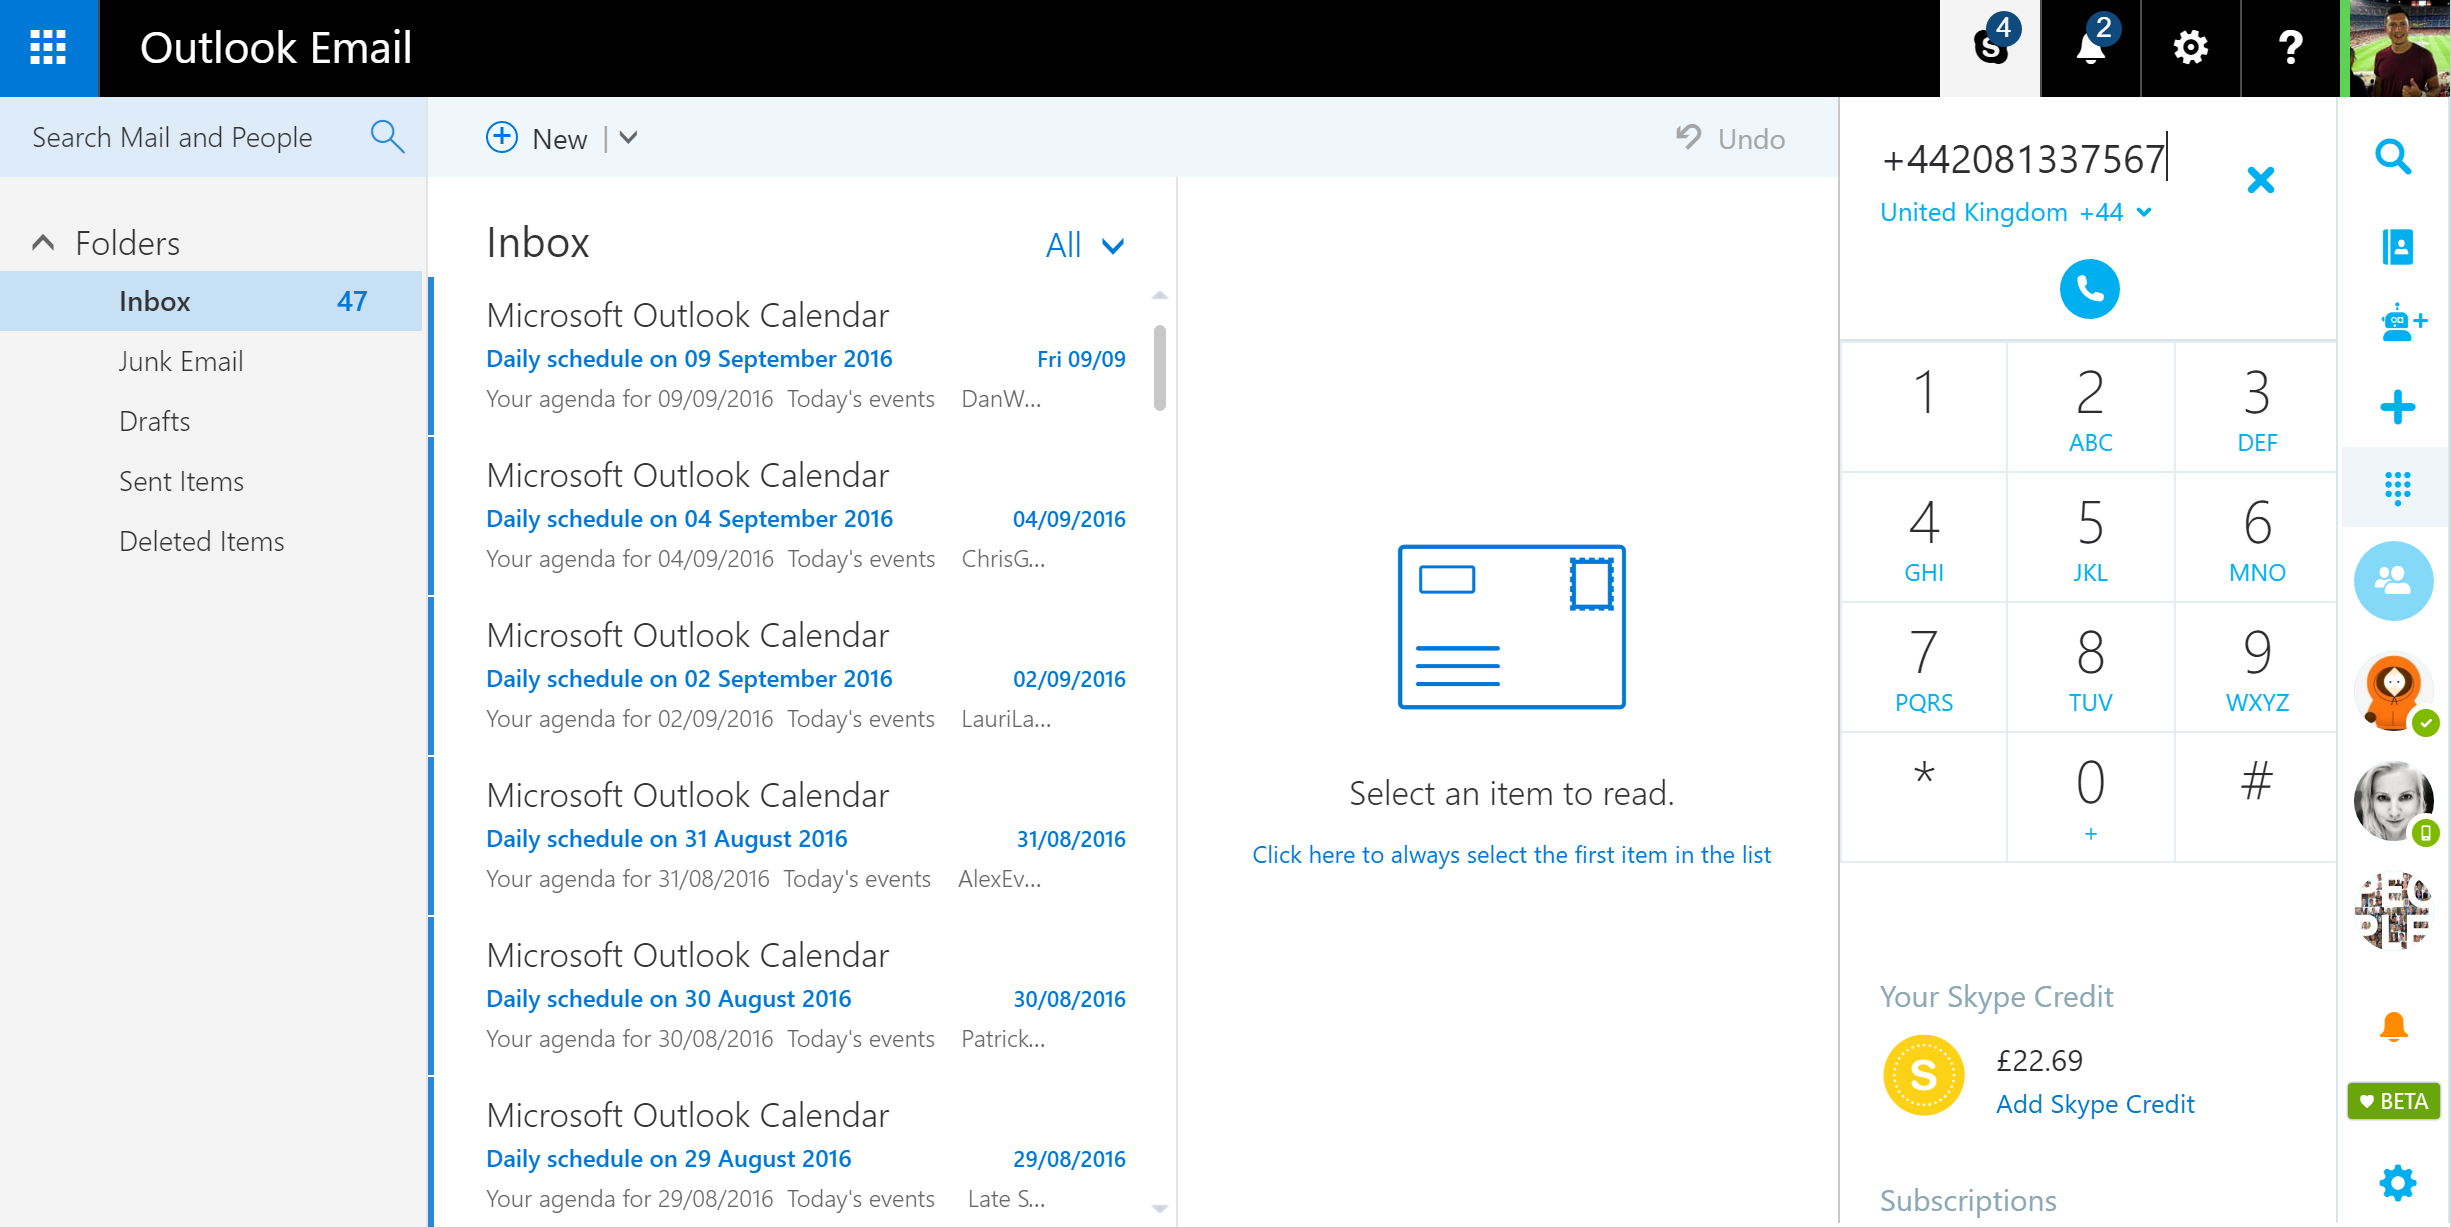 Outlook Email
4
2
?
Search Mail and People
New
Undo
Folders
Inbox 47
Junk Email
Drafts
Sent Items
Deleted Items
Inbox
All
Microsoft Outlook Calendar
Daily schedule on 09 September 2016 Fri 09/09
Your agenda for 09/09/2016 Today's events DanW...
Microsoft Outlook Calendar
Daily schedule on 04 September 2016 04/09/2016
Your agenda for 04/09/2016 Today's events ChrisG...
Microsoft Outlook Calendar
Daily schedule on 02 September 2016 02/09/2016
Your agenda for 02/09/2016 Today's events LauriLa...
Microsoft Outlook Calendar
Daily schedule on 31 August 2016 31/08/2016
Your agenda for 31/08/2016 Today's events AlexEv...
Microsoft Outlook Calendar
Daily schedule on 30 August 2016 30/08/2016
Your agenda for 30/08/2016 Today's events Patrick...
Microsoft Outlook Calendar
Daily schedule on 29 August 2016 29/08/2016
Your agenda for 29/08/2016 Today's events Late S...
Select an item to read.
Click here to always select the first item in the list
+442081337567
United Kingdom +44
1 2 3
ABC DEF
4 5 6
GHI JKL MNO
7 8 9
PQRS TUV WXYZ
* 0 #
+
Your Skype Credit
S
£22.69
Add Skype Credit
Subscriptions
PEO
PLE
BETA